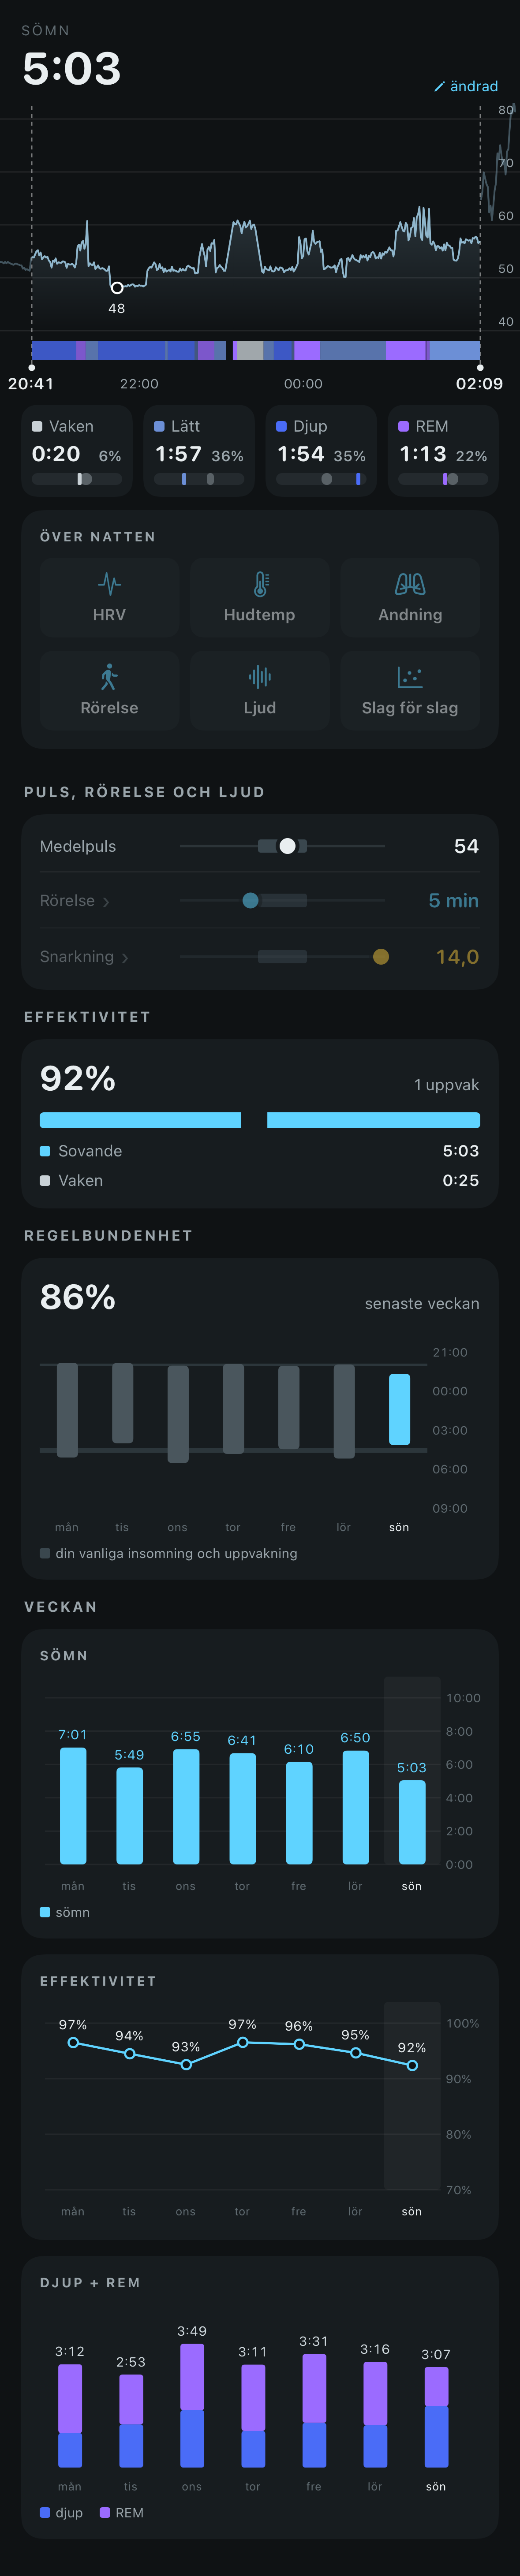 SÖMN
5:03
ändrad
80
70
60
50
40
48
20:41 22:00 00:00 02:09
Vaken Lätt Djup REM
0:20 6% 1:57 36% 1:54 35% 1:13 22%
ÖVER NATTEN
HRV Hudtemp Andning
Rörelse Ljud Slag för slag
PULS, RÖRELSE OCH LJUD
Medelpuls 54
Rörelse › 5 min
Snarkning › 14,0
EFFEKTIVITET
92% 1 uppvak
Sovande 5:03
Vaken 0:25
REGELBUNDENHET
86% senaste veckan
21:00
00:00
03:00
06:00
09:00
mån tis ons tor fre lör sön
din vanliga insomning och uppvakning
VECKAN
SÖMN
10:00
8:00
6:00
4:00
2:00
0:00
7:01 5:49 6:55 6:41 6:10 6:50 5:03
mån tis ons tor fre lör sön
sömn
EFFEKTIVITET
97% 94% 93% 97% 96% 95% 92%
100%
90%
80%
70%
mån tis ons tor fre lör sön
DJUP + REM
3:12 2:53 3:49 3:11 3:31 3:16 3:07
mån tis ons tor fre lör sön
djup REM